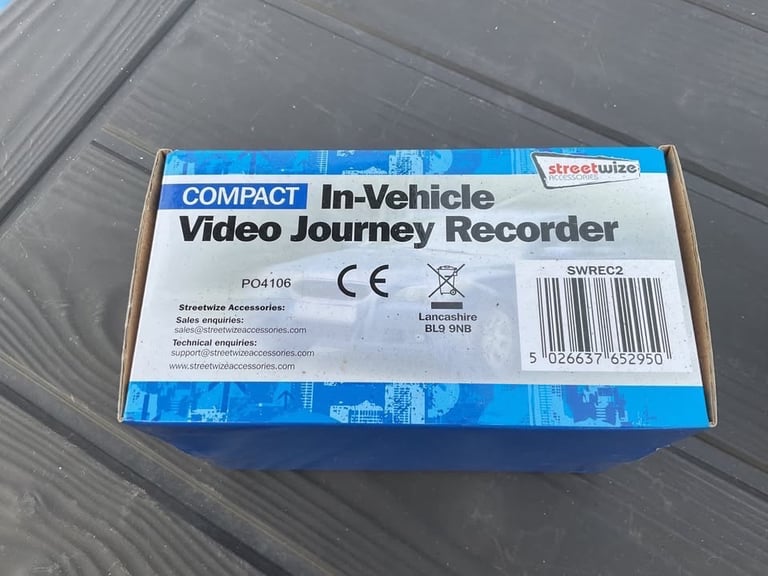 streetwize
ACCESSORIES
COMPACT In-Vehicle
Video Journey Recorder
PO4106
CE
Streetwize Accessories:
Sales enquiries:
sales@streetwizeaccessories.com
Technical enquiries:
support@streetwizeaccessories.com
www.streetwizeaccessories.com
Lancashire
BL9 9NB
SWREC2
5 026637 652950